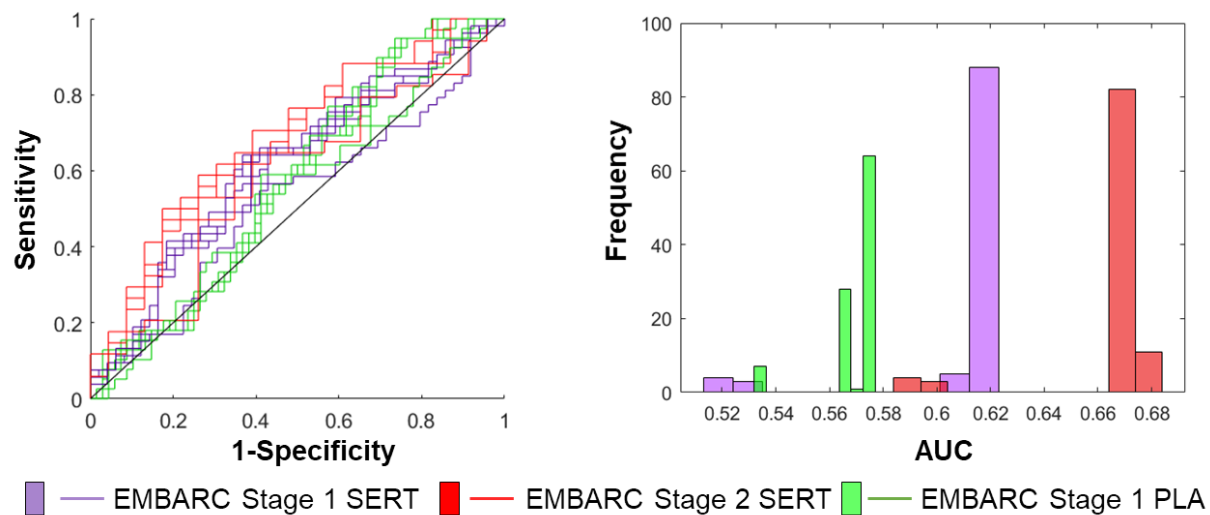 1
0.8
0.6
0.4
0.2
0
0 0.2 0.4 0.6 0.8 1
Sensitivity
1-Specificity
100
80
60
40
20
0
0.52 0.54 0.56 0.58 0.6 0.62 0.64 0.66 0.68
Frequency
AUC
EMBARC Stage 1 SERT EMBARC Stage 2 SERT EMBARC Stage 1 PLA